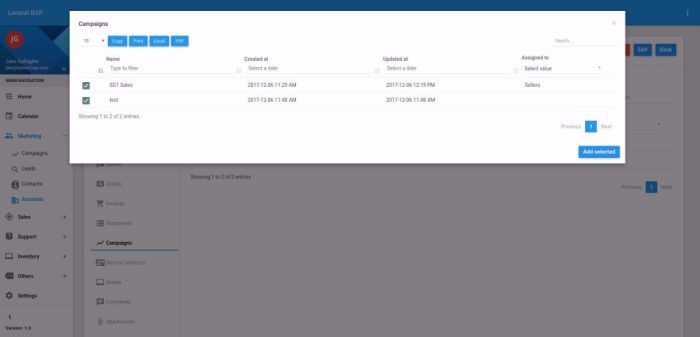 Laravel BAP
JG
Jake Gallagher
MAIN NAVIGATION
Home
Calendar
Marketing
Campaigns
Leads
Contacts
Accounts
Sales
Support
Inventory
Others
Settings
Version: 1.0
Campaigns
×
10
Copy
Print
Excel
PDF
Search...
Name
Created at
Updated at
Assigned to
Type to filter
Select a date
Select a date
Select value
SG1 Sales
2017-12-06 11:29 AM
2017-12-06 12:19 PM
Sellers
test
2017-12-06 11:48 AM
2017-12-06 11:48 AM
Showing 1 to 2 of 2 entries
Previous
1
Next
Add selected
Edit
Back
Orders
Invoices
Documents
Campaigns
Service Contracts
Assets
Comments
Attachments
Showing 1 to 2 of 2 entries
Previous
1
Next